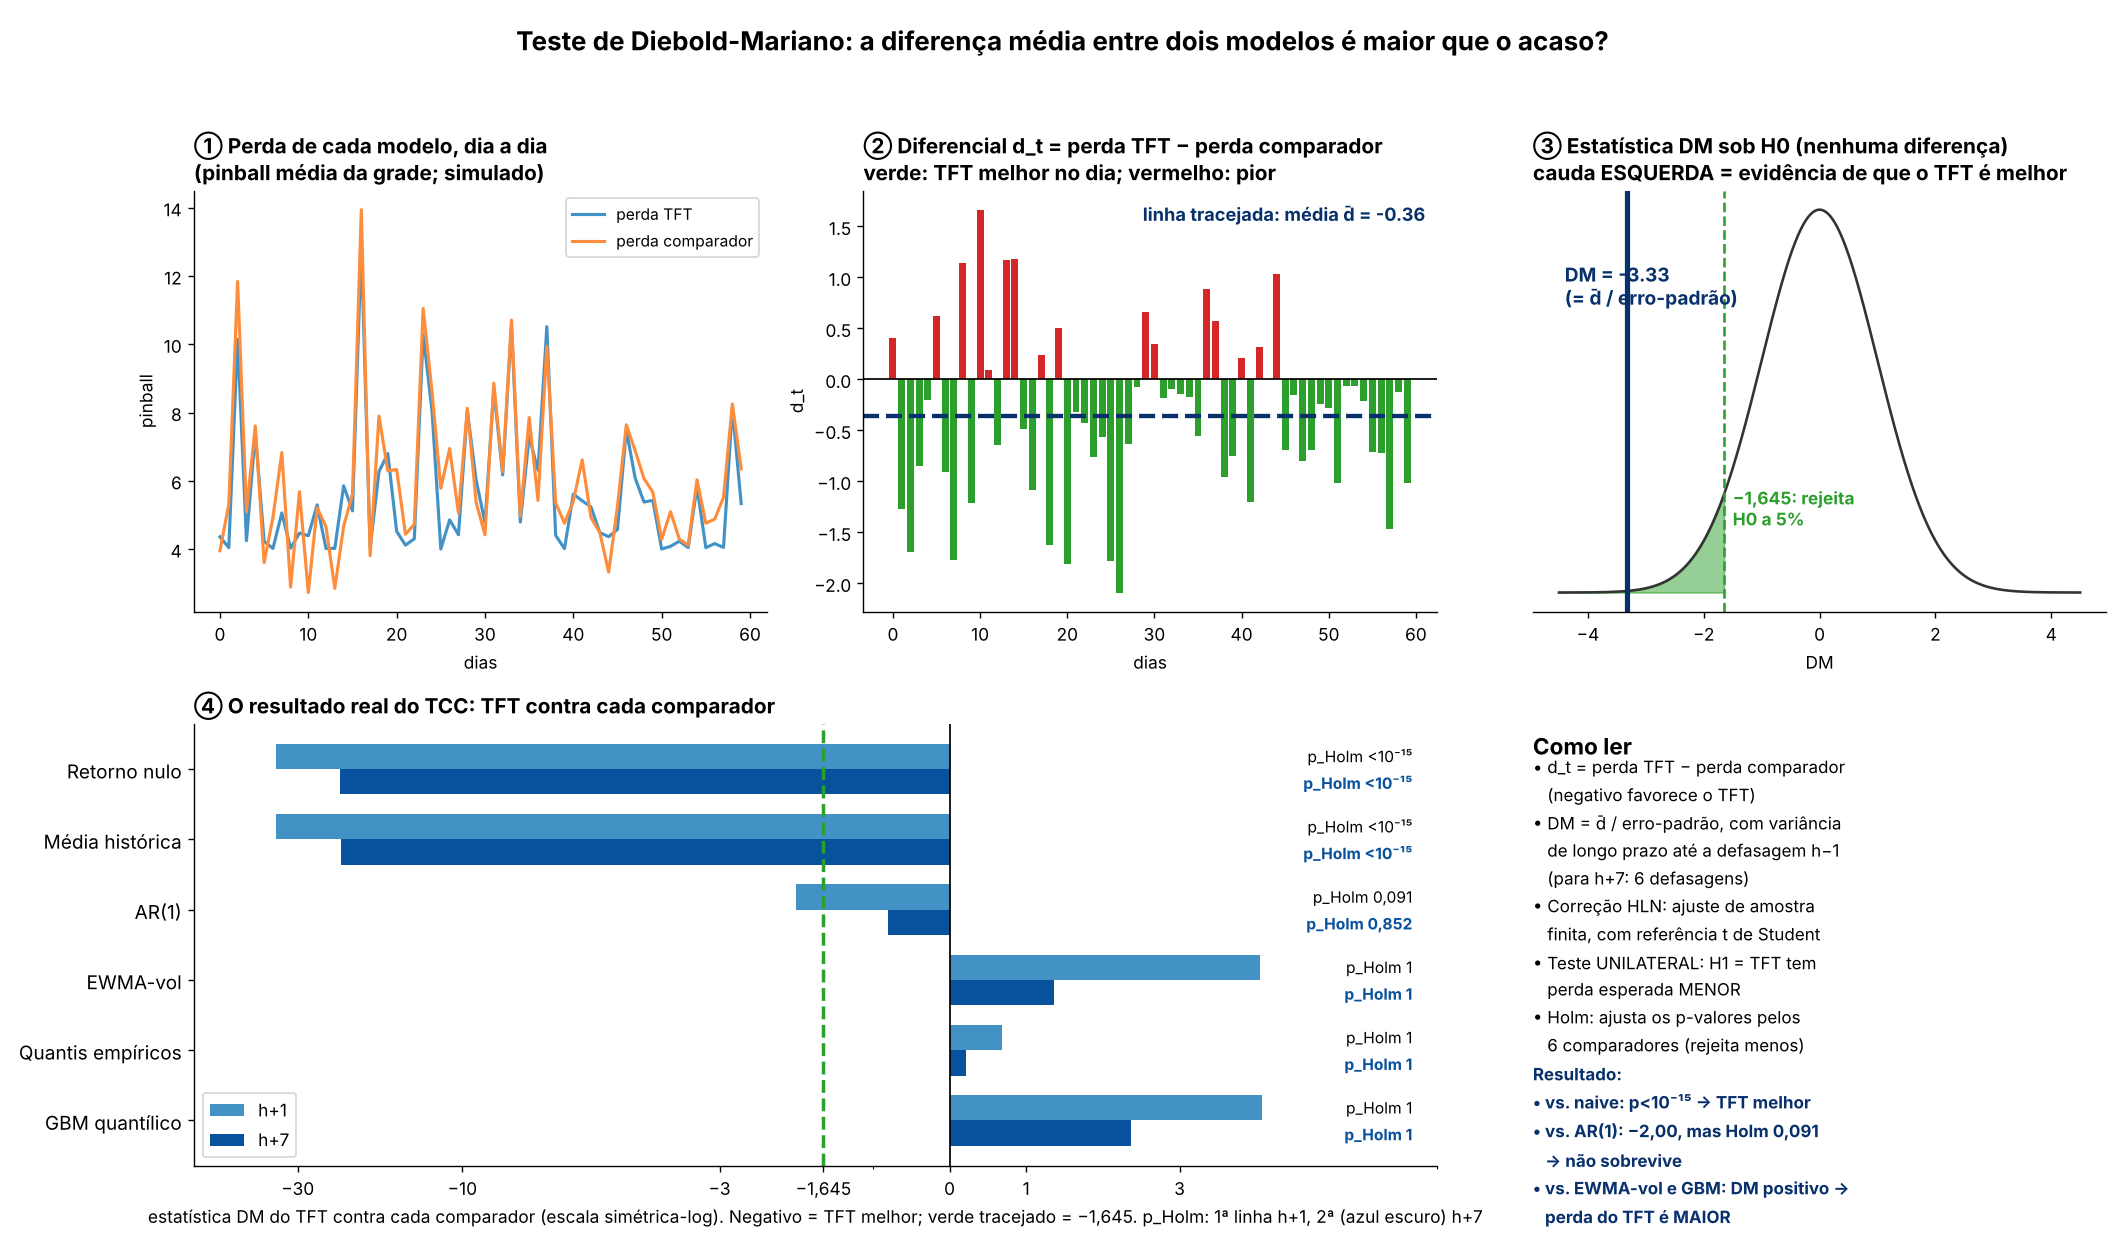 Teste de Diebold-Mariano: a diferença média entre dois modelos é maior que o acaso?
① Perda de cada modelo, dia a dia
(pinball média da grade; simulado)
perda TFT
perda comparador
pinball
14
12
10
8
6
4
0 10 20 30 40 50 60
dias
② Diferencial d_t = perda TFT − perda comparador
verde: TFT melhor no dia; vermelho: pior
linha tracejada: média d̄ = -0.36
d_t
1.5
1.0
0.5
0.0
−0.5
−1.0
−1.5
−2.0
0 10 20 30 40 50 60
dias
③ Estatística DM sob H0 (nenhuma diferença)
cauda ESQUERDA = evidência de que o TFT é melhor
DM = -3.33
(= d̄ / erro-padrão)
−1,645: rejeita
H0 a 5%
−4 −2 0 2 4
DM
④ O resultado real do TCC: TFT contra cada comparador
Retorno nulo
p_Holm <10⁻¹⁵
p_Holm <10⁻¹⁵
Média histórica
p_Holm <10⁻¹⁵
p_Holm <10⁻¹⁵
AR(1)
p_Holm 0,091
p_Holm 0,852
EWMA-vol
p_Holm 1
p_Holm 1
Quantis empíricos
p_Holm 1
p_Holm 1
GBM quantílico
p_Holm 1
p_Holm 1
h+1
h+7
−30 −10 −3 −1,645 0 1 3
estatística DM do TFT contra cada comparador (escala simétrica-log). Negativo = TFT melhor; verde tracejado = −1,645. p_Holm: 1ª linha h+1, 2ª (azul escuro) h+7
Como ler
• d_t = perda TFT − perda comparador
(negativo favorece o TFT)
• DM = d̄ / erro-padrão, com variância
de longo prazo até a defasagem h−1
(para h+7: 6 defasagens)
• Correção HLN: ajuste de amostra
finita, com referência t de Student
• Teste UNILATERAL: H1 = TFT tem
perda esperada MENOR
• Holm: ajusta os p-valores pelos
6 comparadores (rejeita menos)
Resultado:
• vs. naive: p<10⁻¹⁵ → TFT melhor
• vs. AR(1): −2,00, mas Holm 0,091
→ não sobrevive
• vs. EWMA-vol e GBM: DM positivo →
perda do TFT é MAIOR